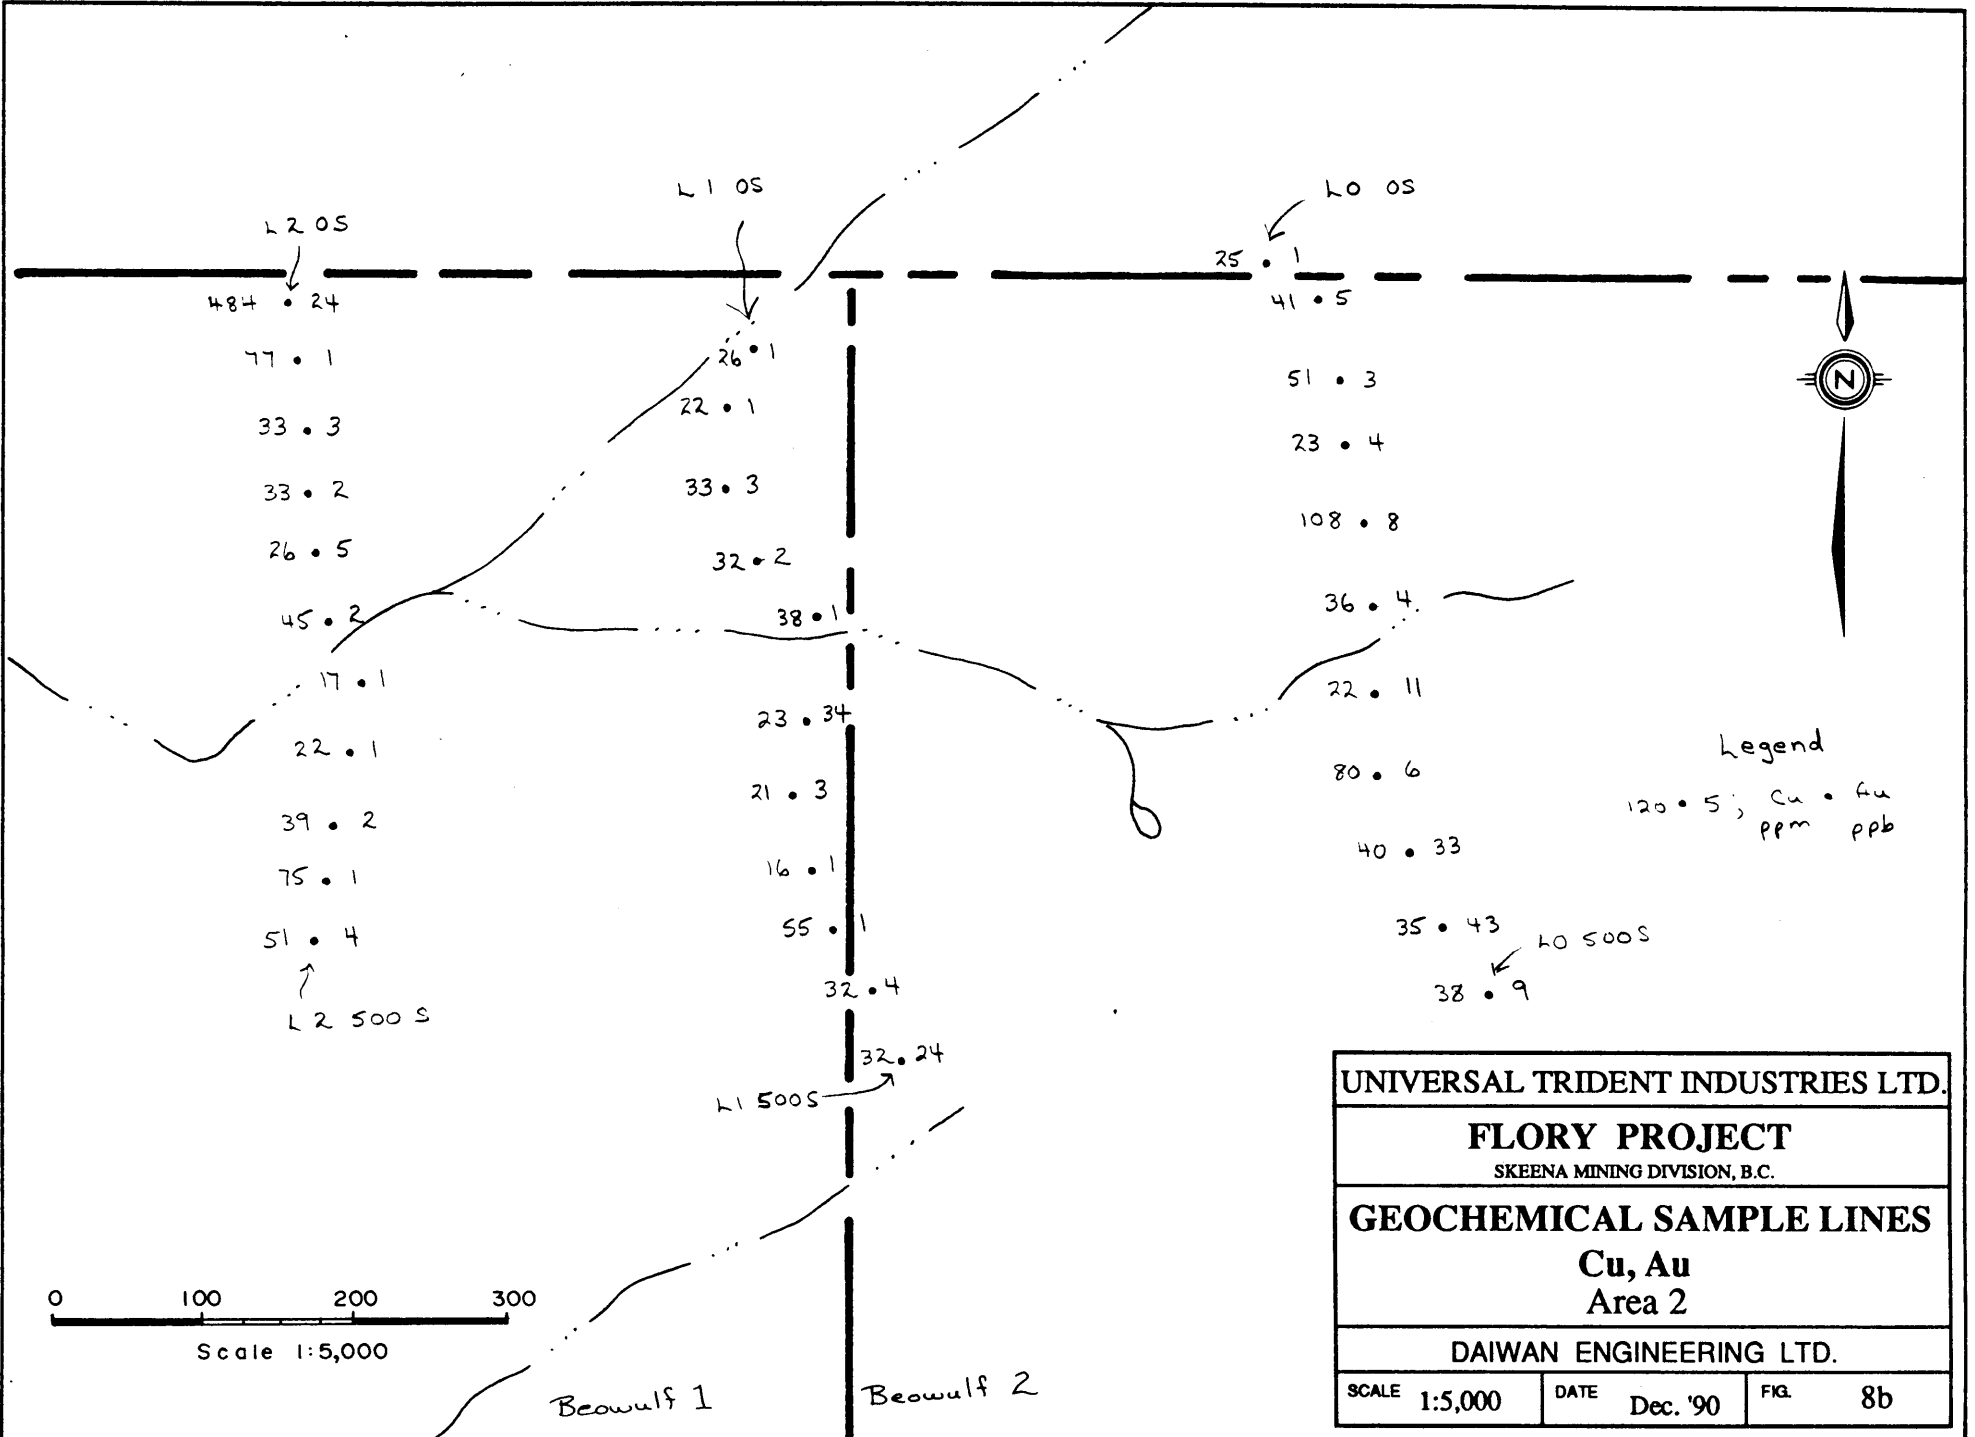 L 1 0S
L0 0S
L 2 0S
25 • 1
484 • 24
41 • 5
26 • 1
77 • 1
51 • 3
22 • 1
33 • 3
23 • 4
33 • 2
33 • 3
108 • 8
26 • 5
32 • 2
N
45 • 2
38 • 1
36 • 4
17 • 1
22 • 11
23 • 34
22 • 1
80 • 6
21 • 3
Legend
120 • 5 ; Cu • Au
ppm ppb
39 • 2
40 • 33
75 • 1
16 • 1
51 • 4
55 • 1
35 • 43
L0 500S
32 • 4
38 • 9
L 2 500 S
32 • 24
L1 500S
0 100 200 300
Scale 1:5,000
Beowulf 1
Beowulf 2
UNIVERSAL TRIDENT INDUSTRIES LTD.
FLORY PROJECT
SKEENA MINING DIVISION, B.C.
GEOCHEMICAL SAMPLE LINES
Cu, Au
Area 2
DAIWAN ENGINEERING LTD.
SCALE 1:5,000 DATE Dec. '90 FIG. 8b